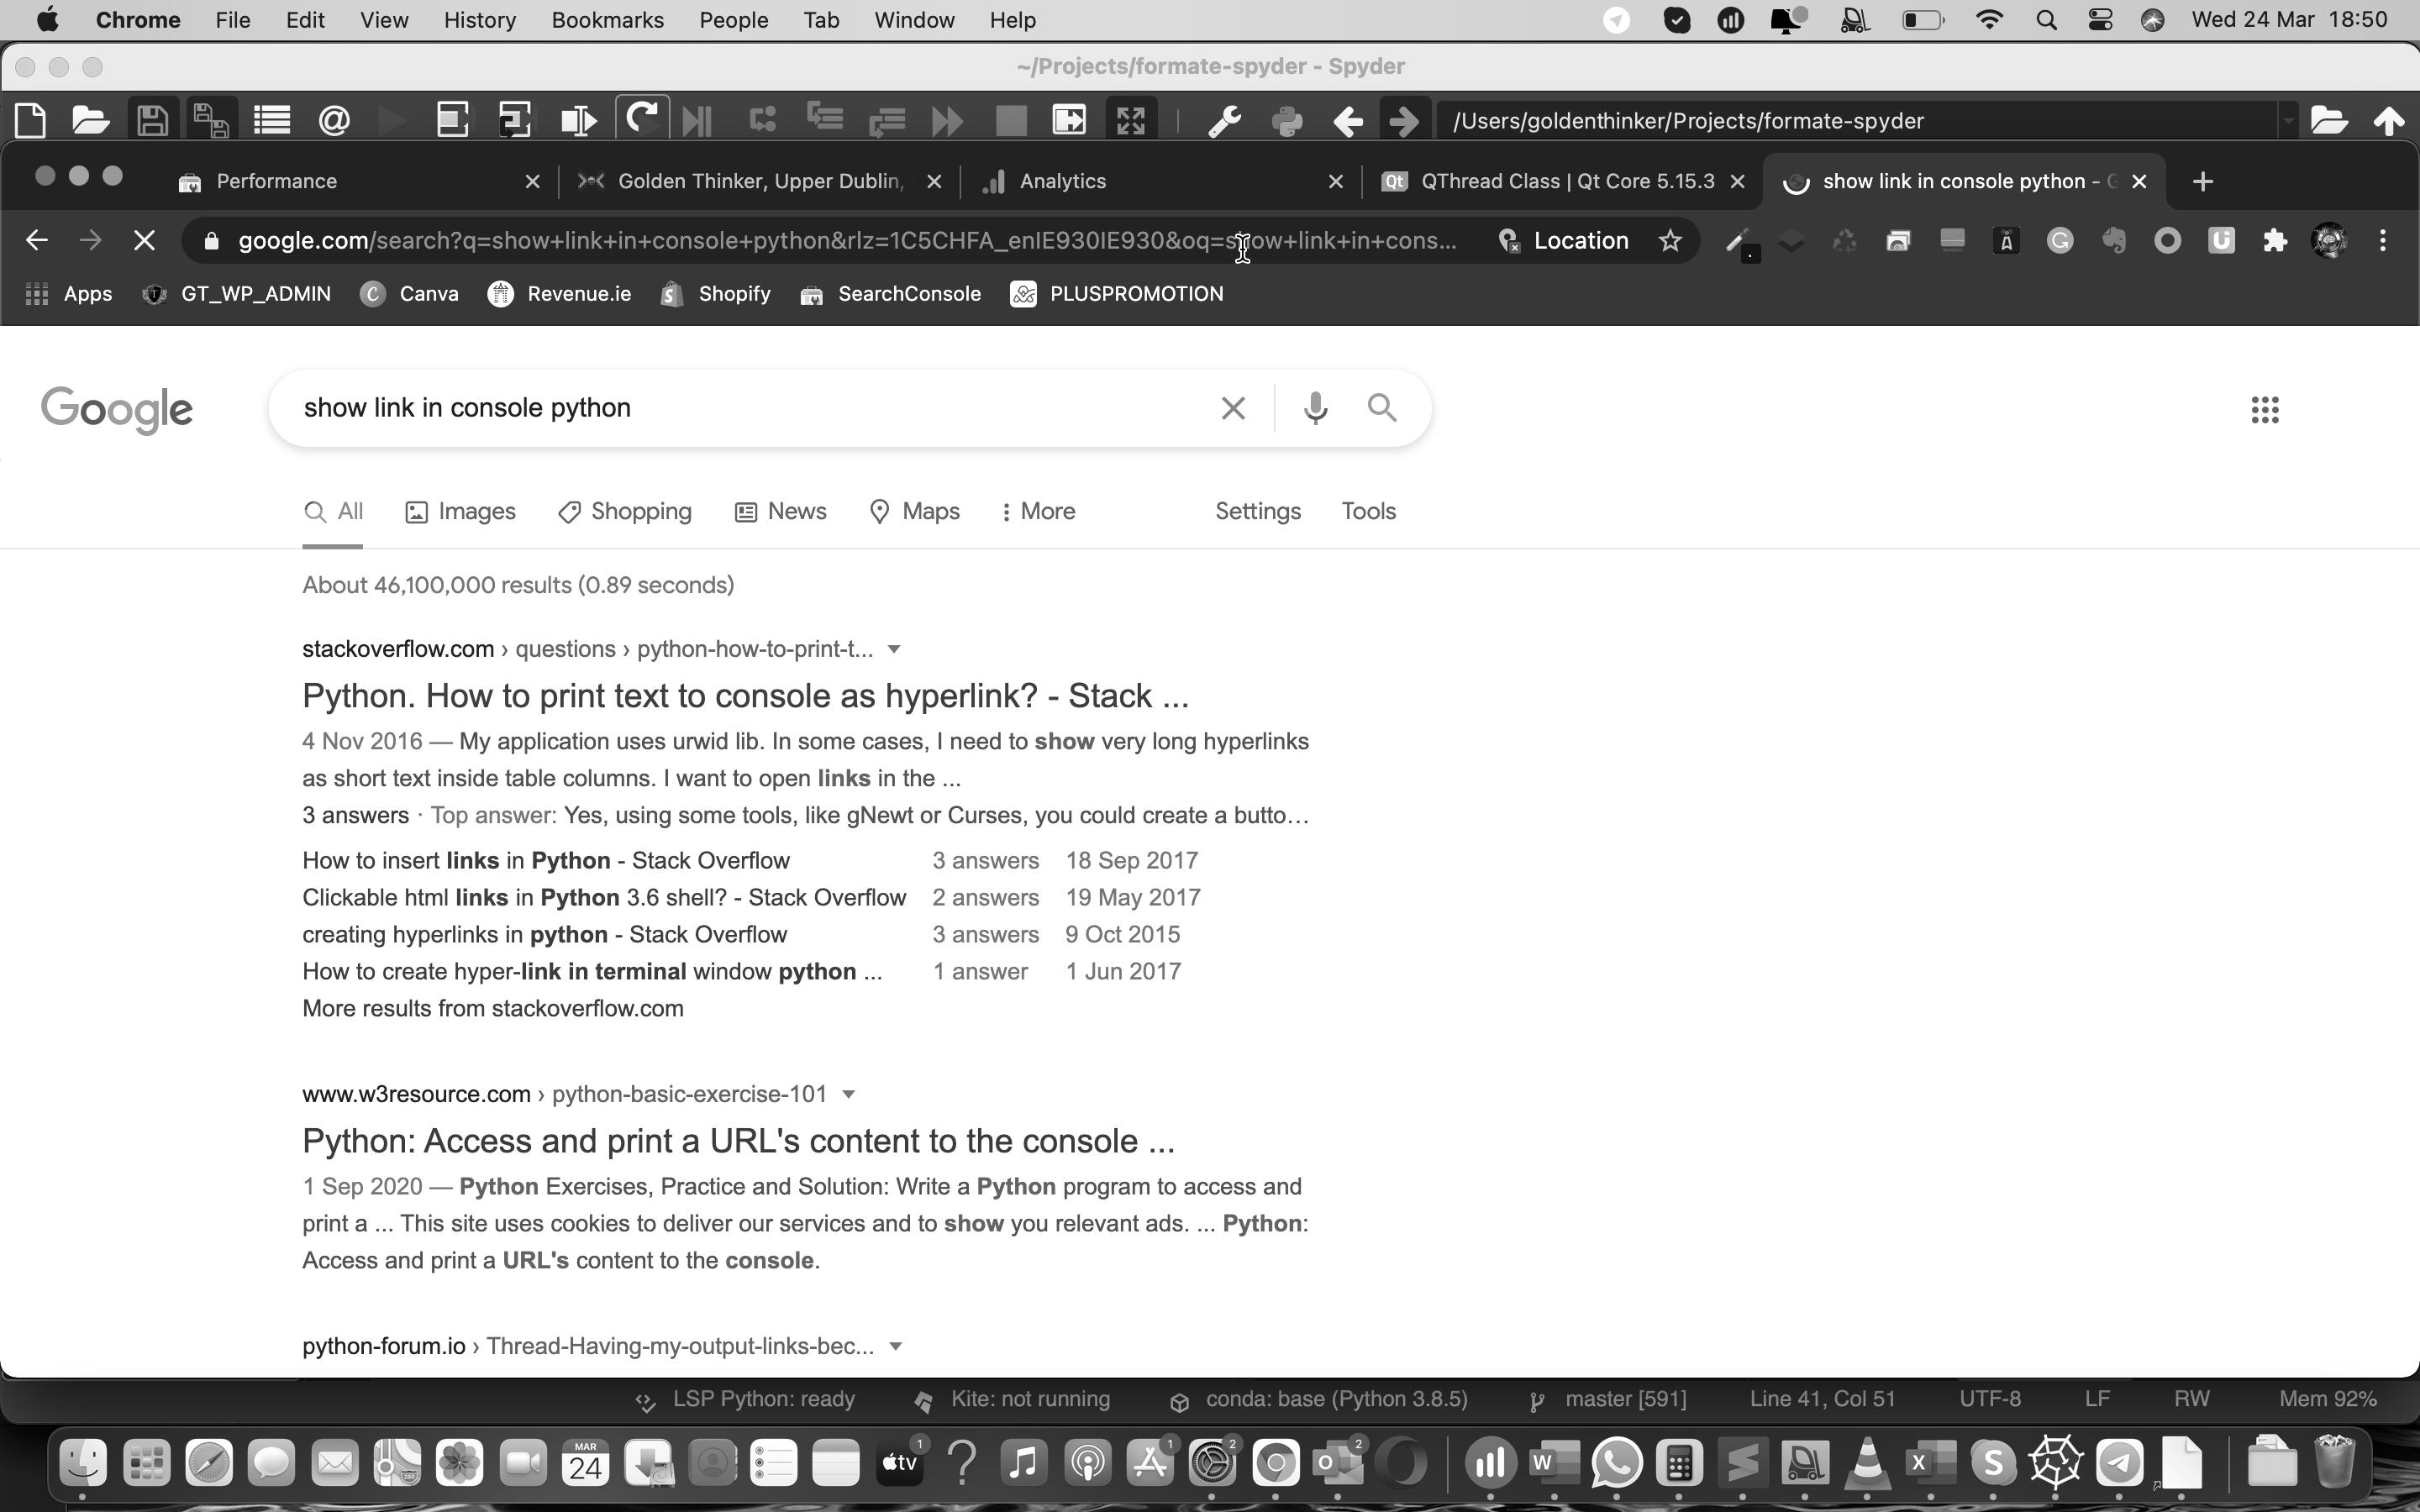 Chrome File Edit View History Bookmarks People Tab Window Help Wed 24 Mar 18:50
~/Projects/formate-spyder - Spyder
/Users/goldenthinker/Projects/formate-spyder
Performance Golden Thinker, Upper Dublin, Analytics QThread Class | Qt Core 5.15.3 show link in console python - G
google.com/search?q=show+link+in+console+python&rlz=1C5CHFA_enIE930IE930&oq=show+link+in+cons... Location
Apps GT_WP_ADMIN Canva Revenue.ie Shopify SearchConsole PLUSPROMOTION
Google show link in console python
All Images Shopping News Maps More Settings Tools
About 46,100,000 results (0.89 seconds)
stackoverflow.com › questions › python-how-to-print-t...
Python. How to print text to console as hyperlink? - Stack ...
4 Nov 2016 — My application uses urwid lib. In some cases, I need to show very long hyperlinks
as short text inside table columns. I want to open links in the ...
3 answers · Top answer: Yes, using some tools, like gNewt or Curses, you could create a butto...
How to insert links in Python - Stack Overflow 3 answers 18 Sep 2017
Clickable html links in Python 3.6 shell? - Stack Overflow 2 answers 19 May 2017
creating hyperlinks in python - Stack Overflow 3 answers 9 Oct 2015
How to create hyper-link in terminal window python ... 1 answer 1 Jun 2017
More results from stackoverflow.com
www.w3resource.com › python-basic-exercise-101
Python: Access and print a URL's content to the console ...
1 Sep 2020 — Python Exercises, Practice and Solution: Write a Python program to access and
print a ... This site uses cookies to deliver our services and to show you relevant ads. ... Python:
Access and print a URL's content to the console.
python-forum.io › Thread-Having-my-output-links-bec...
LSP Python: ready Kite: not running conda: base (Python 3.8.5) master [591] Line 41, Col 51 UTF-8 LF RW Mem 92%
MAR 24 tv 1 1 2 2